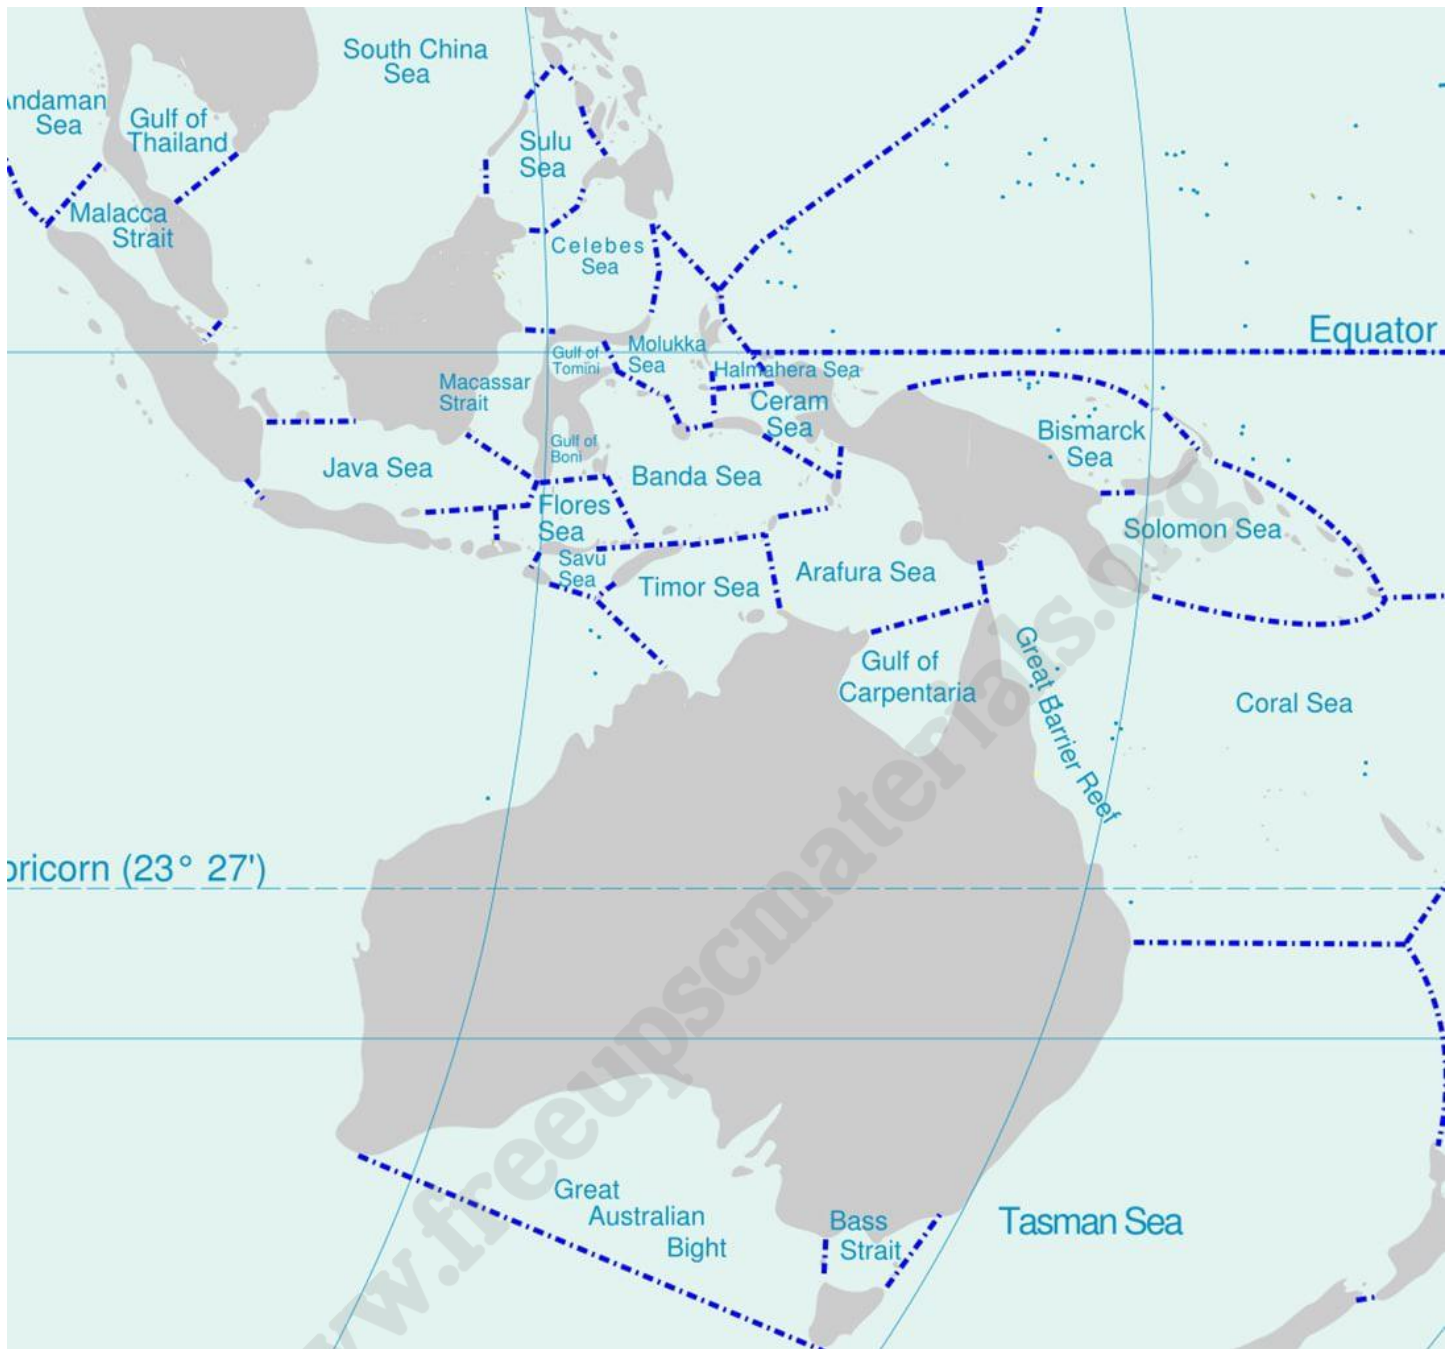 South China
Sea
Andaman
Sea
Gulf of
Thailand
Sulu
Sea
Malacca
Strait
Celebes
Sea
Equator
Molukka
Sea
Gulf of
Tomini
Halmahera Sea
Macassar
Strait
Ceram
Sea
Bismarck
Sea
Gulf of
Boni
Java Sea
Banda Sea
Flores
Sea
Solomon Sea
Savu
Sea
Timor Sea
Arafura Sea
Gulf of
Carpentaria
Great Barrier Reef
Coral Sea
pricorn (23° 27')
Great
Australian
Bight
Bass
Strait
Tasman Sea
www.freeupscmaterials.org